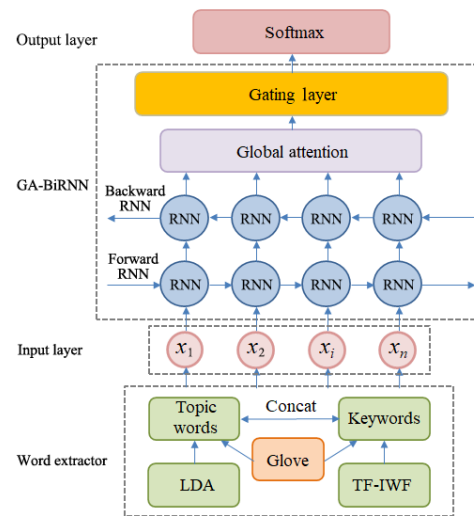 Output layer
Softmax
Gating layer
Global attention
GA-BiRNN
Backward
RNN
RNN RNN RNN RNN
Forward
RNN
RNN RNN RNN RNN
Input layer
x1 x2 xi xn
Topic
words
Concat
Keywords
Word extractor
Glove
LDA
TF-IWF